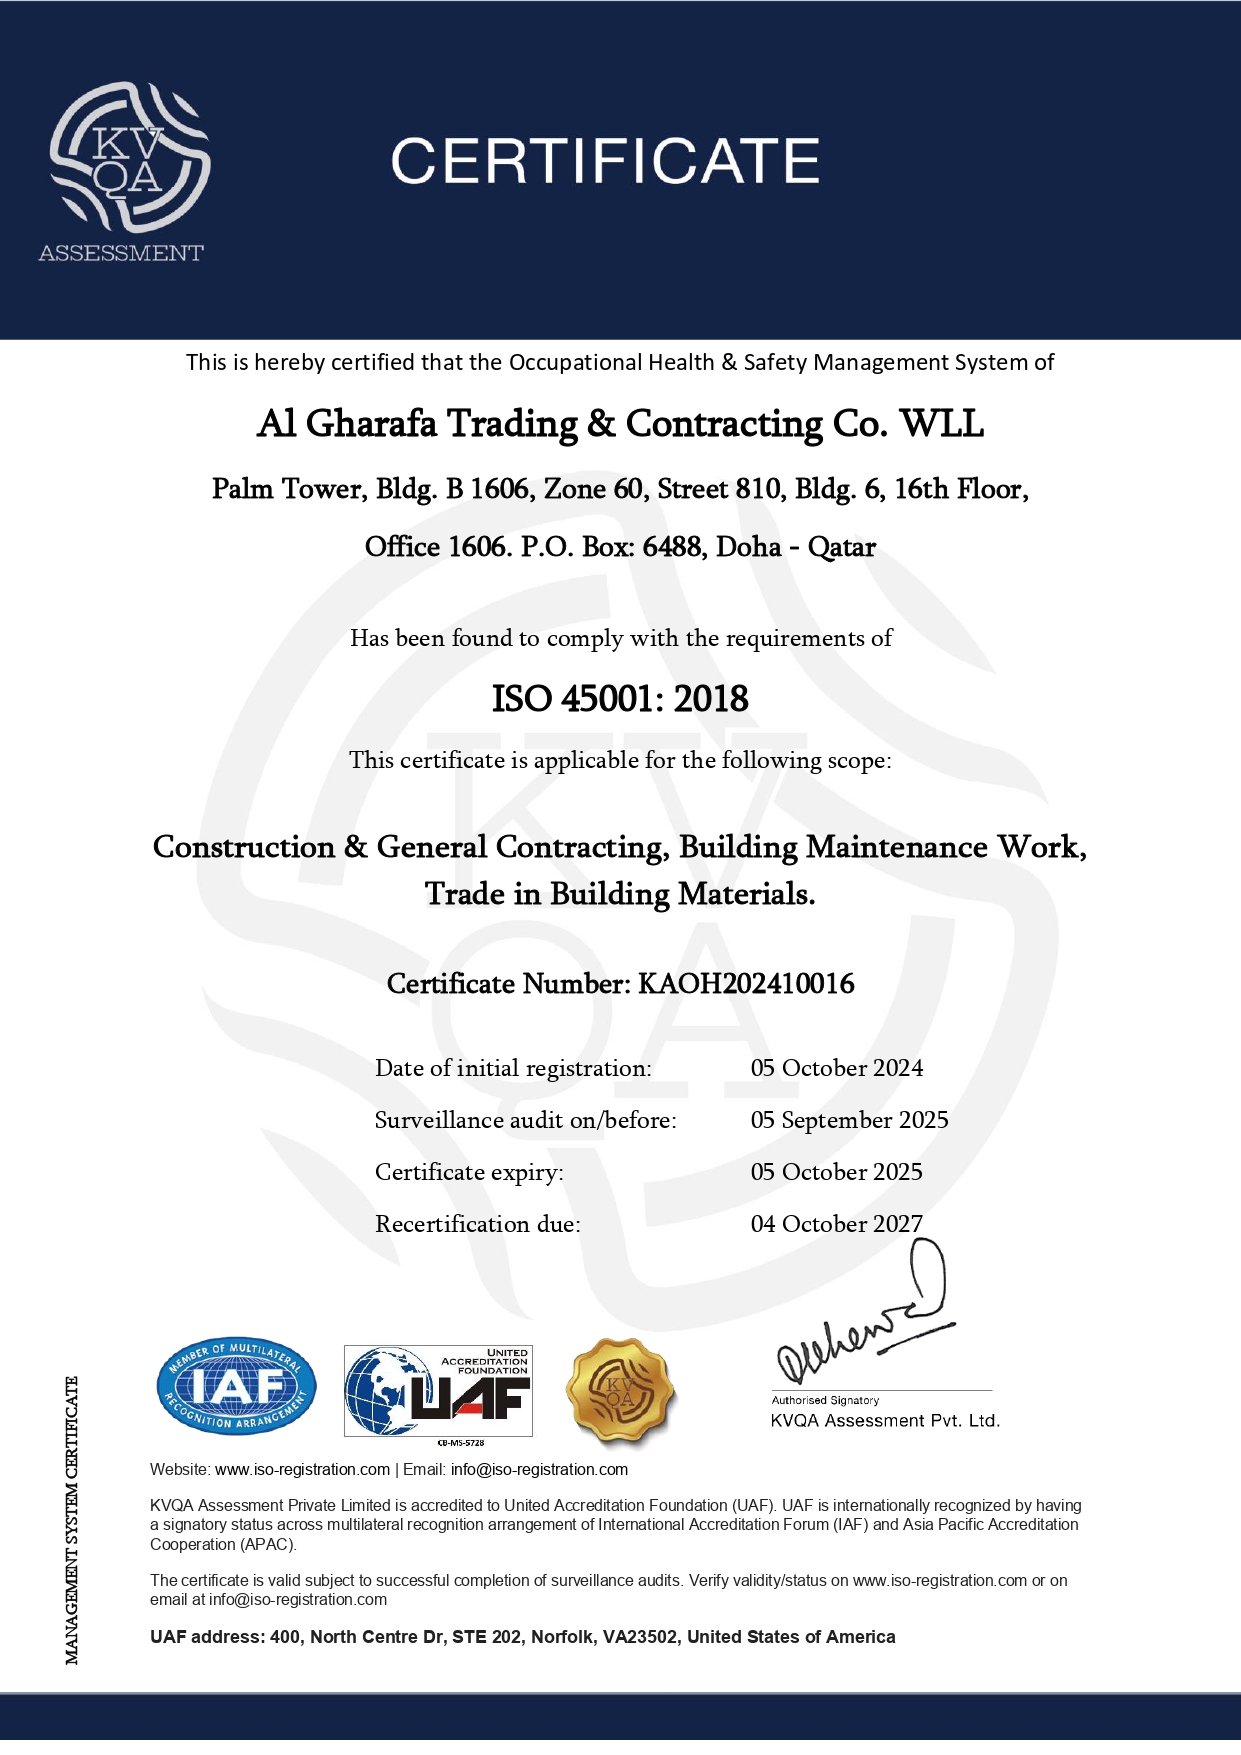 KV
QA
ASSESSMENT
CERTIFICATE
This is hereby certified that the Occupational Health & Safety Management System of
Al Gharafa Trading & Contracting Co. WLL
Palm Tower, Bldg. B 1606, Zone 60, Street 810, Bldg. 6, 16th Floor,
Office 1606. P.O. Box: 6488, Doha - Qatar
Has been found to comply with the requirements of
ISO 45001: 2018
This certificate is applicable for the following scope:
Construction & General Contracting, Building Maintenance Work,
Trade in Building Materials.
Certificate Number: KAOH202410016
Date of initial registration: 05 October 2024
Surveillance audit on/before: 05 September 2025
Certificate expiry: 05 October 2025
Recertification due: 04 October 2027
MEMBER OF MULTILATERAL
IAF
RECOGNITION ARRANGEMENT
UNITED
ACCREDITATION
FOUNDATION
UAF
CB-MS-5728
KV
QA
Authorised Signatory
KVQA Assessment Pvt. Ltd.
MANAGEMENT SYSTEM CERTIFICATE
Website: www.iso-registration.com | Email: info@iso-registration.com
KVQA Assessment Private Limited is accredited to United Accreditation Foundation (UAF). UAF is internationally recognized by having
a signatory status across multilateral recognition arrangement of International Accreditation Forum (IAF) and Asia Pacific Accreditation
Cooperation (APAC).
The certificate is valid subject to successful completion of surveillance audits. Verify validity/status on www.iso-registration.com or on
email at info@iso-registration.com
UAF address: 400, North Centre Dr, STE 202, Norfolk, VA23502, United States of America